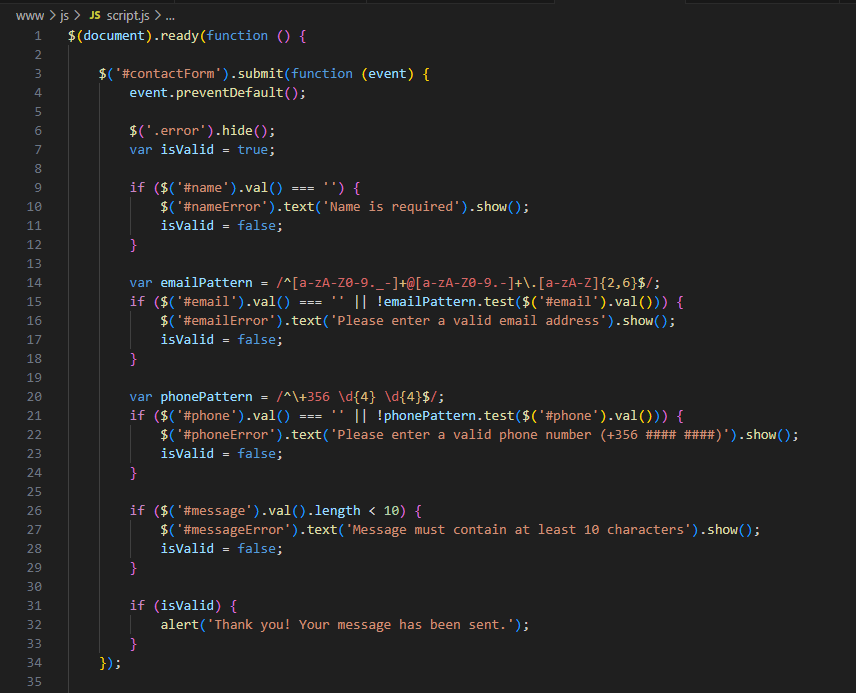 www > js > JS script.js > ...
1 $(document).ready(function () {
2
3     $('#contactForm').submit(function (event) {
4         event.preventDefault();
5
6         $('.error').hide();
7         var isValid = true;
8
9         if ($('#name').val() === '') {
10             $('#nameError').text('Name is required').show();
11             isValid = false;
12         }
13
14         var emailPattern = /^[a-zA-Z0-9._-]+@[a-zA-Z0-9.-]+\.[a-zA-Z]{2,6}$/;
15         if ($('#email').val() === '' || !emailPattern.test($('#email').val())) {
16             $('#emailError').text('Please enter a valid email address').show();
17             isValid = false;
18         }
19
20         var phonePattern = /^\+356 \d{4} \d{4}$/;
21         if ($('#phone').val() === '' || !phonePattern.test($('#phone').val())) {
22             $('#phoneError').text('Please enter a valid phone number (+356 #### ####)').show();
23             isValid = false;
24         }
25
26         if ($('#message').val().length < 10) {
27             $('#messageError').text('Message must contain at least 10 characters').show();
28             isValid = false;
29         }
30
31         if (isValid) {
32             alert('Thank you! Your message has been sent.');
33         }
34     });
35